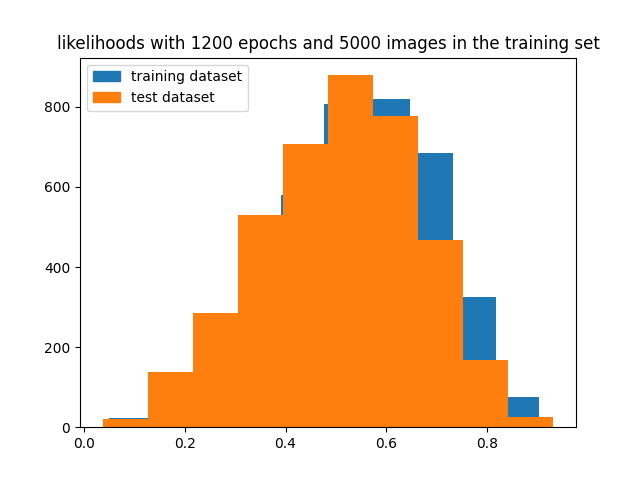 likelihoods with 1200 epochs and 5000 images in the training set
training dataset
test dataset
800
600
400
200
0
0.0 0.2 0.4 0.6 0.8